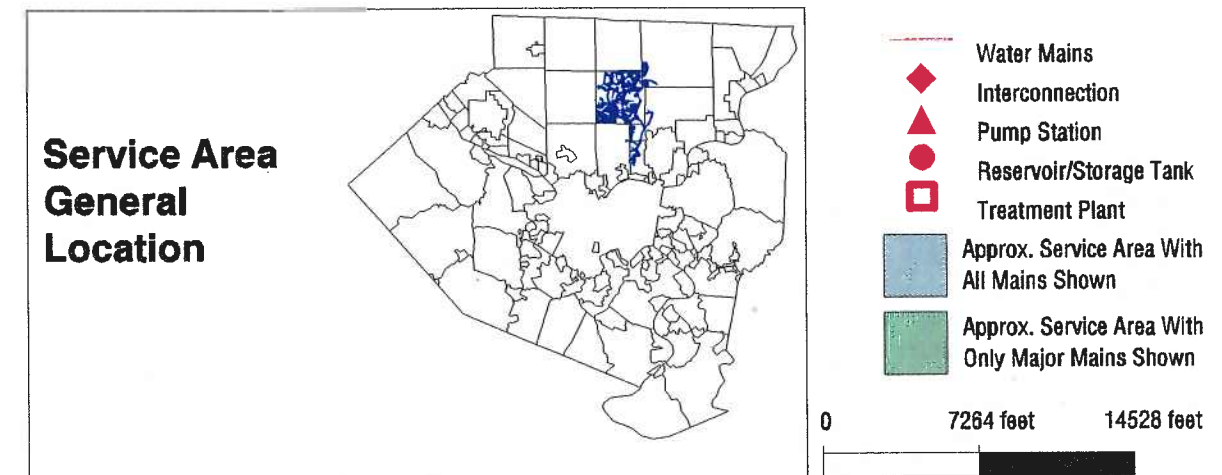 Service Area
General
Location
Water Mains
Interconnection
Pump Station
Reservoir/Storage Tank
Treatment Plant
Approx. Service Area With
All Mains Shown
Approx. Service Area With
Only Major Mains Shown
0 7264 feet 14528 feet